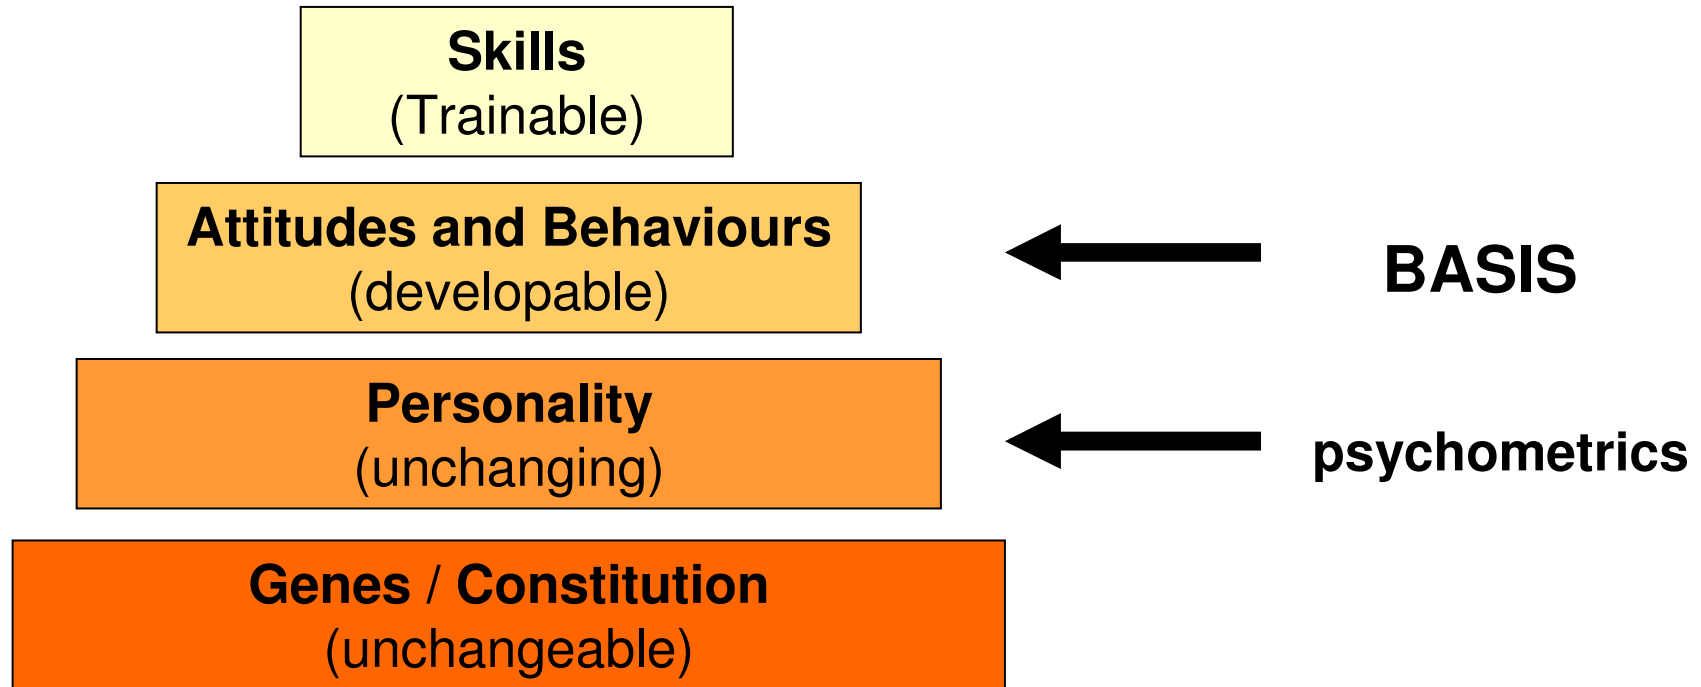 Skills
(Trainable)
Attitudes and Behaviours
(developable)
BASIS
Personality
(unchanging)
psychometrics
Genes / Constitution
(unchangeable)